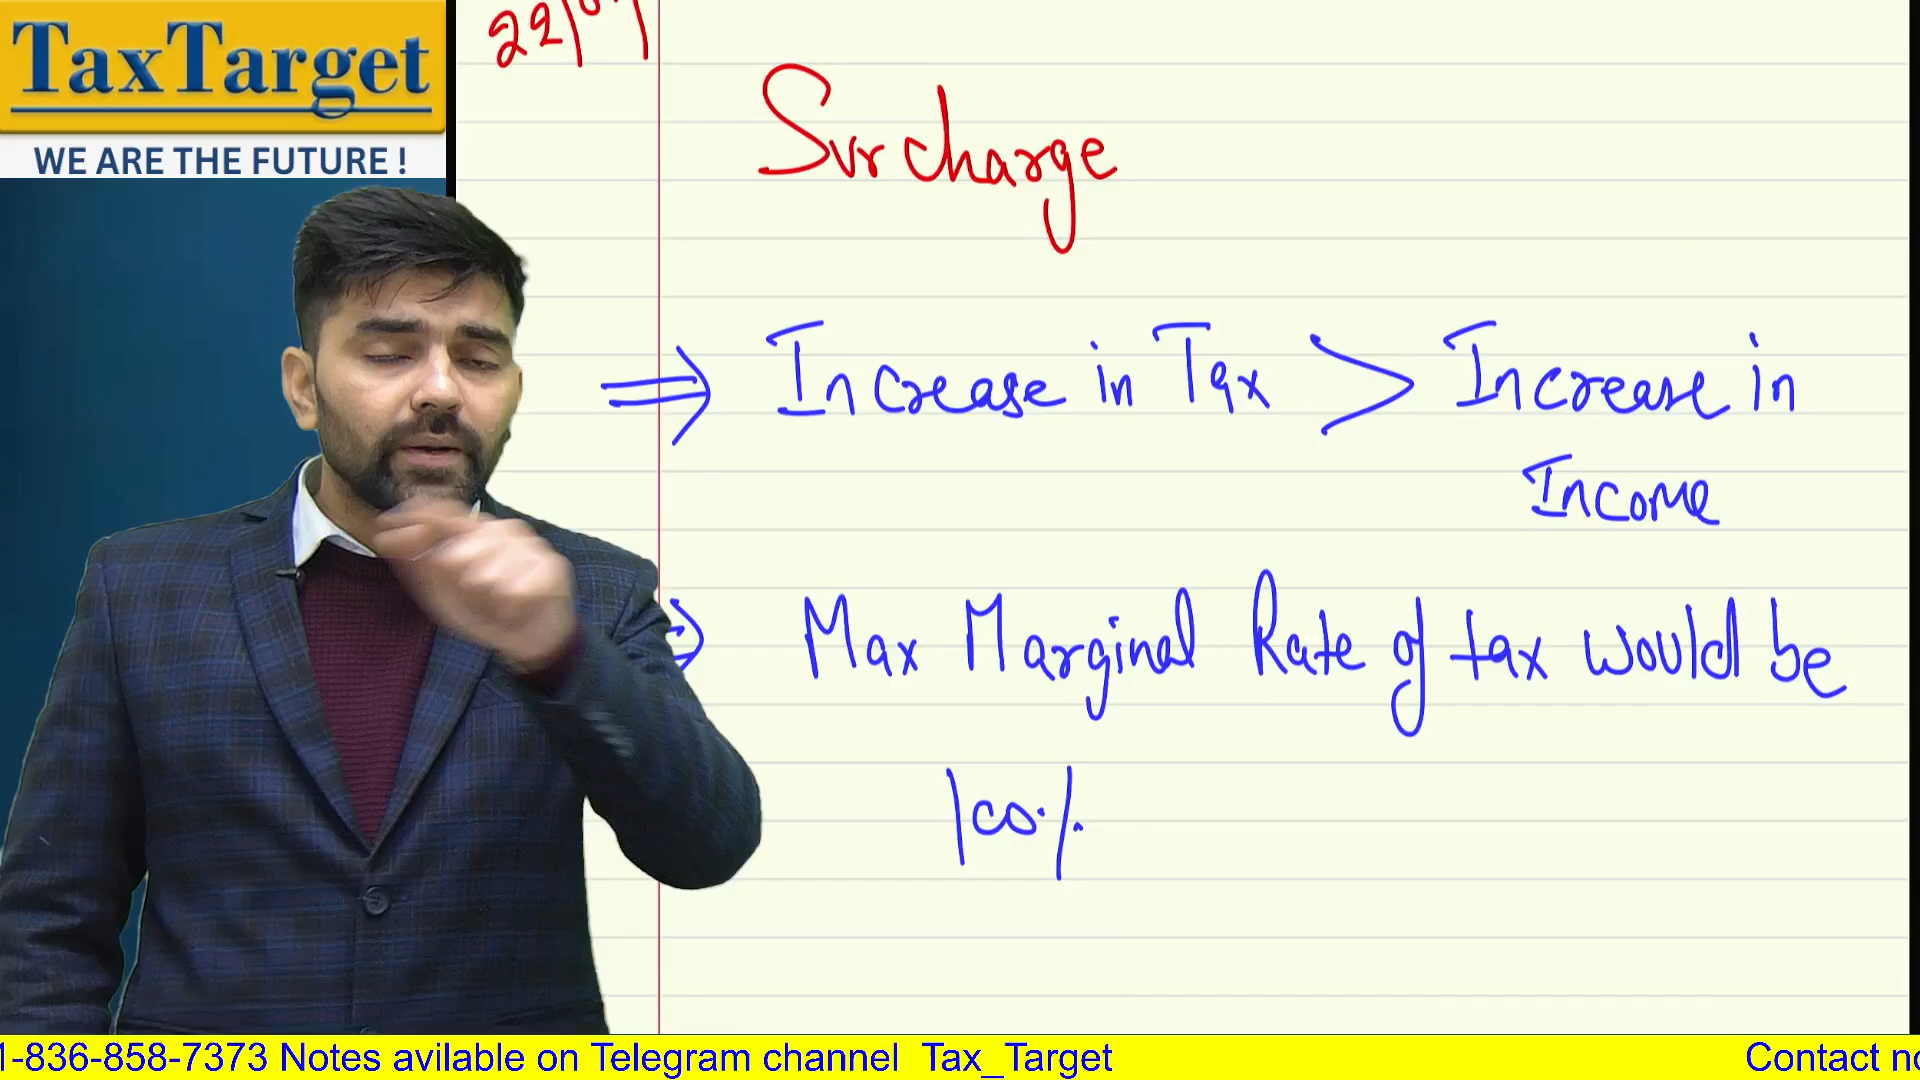 TaxTarget
WE ARE THE FUTURE !
Surcharge
⇒ Increase in Tax > Increase in
Income
⇒ Max Marginal Rate of tax would be
100%
1-836-858-7373 Notes avilable on Telegram channel Tax_Target
Contact